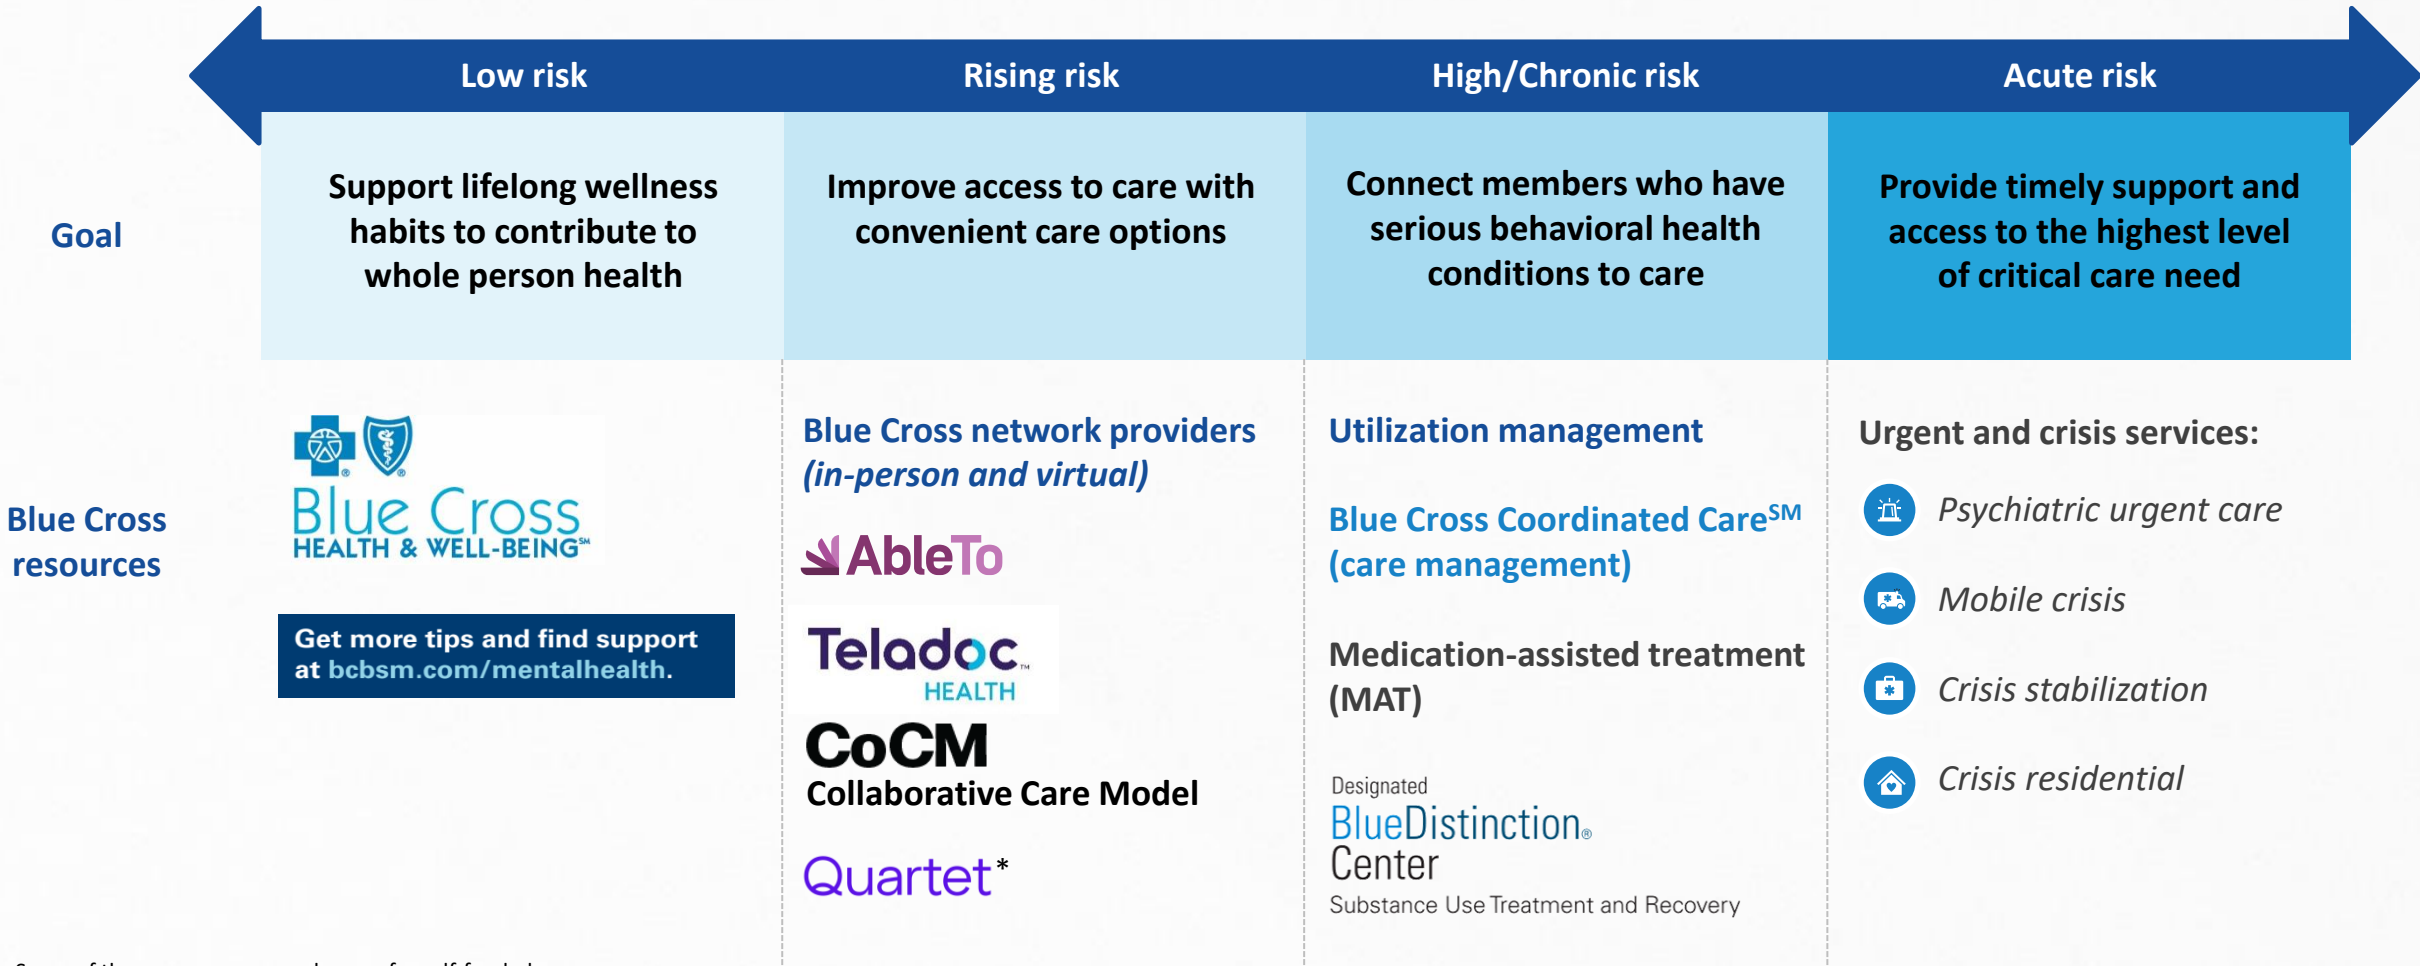 Low risk
Rising risk
High/Chronic risk
Acute risk
Goal
Support lifelong wellness
habits to contribute to
whole person health
Improve access to care with
convenient care options
Connect members who have
serious behavioral health
conditions to care
Provide timely support and
access to the highest level
of critical care need
Blue Cross
resources
Blue Cross
HEALTH & WELL-BEING℠
Get more tips and find support
at bcbsm.com/mentalhealth.
Blue Cross network providers
(in-person and virtual)
AbleTo
Teladoc™
HEALTH
CoCM
Collaborative Care Model
Quartet*
Utilization management
Blue Cross Coordinated Care℠
(care management)
Medication-assisted treatment
(MAT)
Designated
BlueDistinction®
Center
Substance Use Treatment and Recovery
Urgent and crisis services:
Psychiatric urgent care
Mobile crisis
Crisis stabilization
Crisis residential